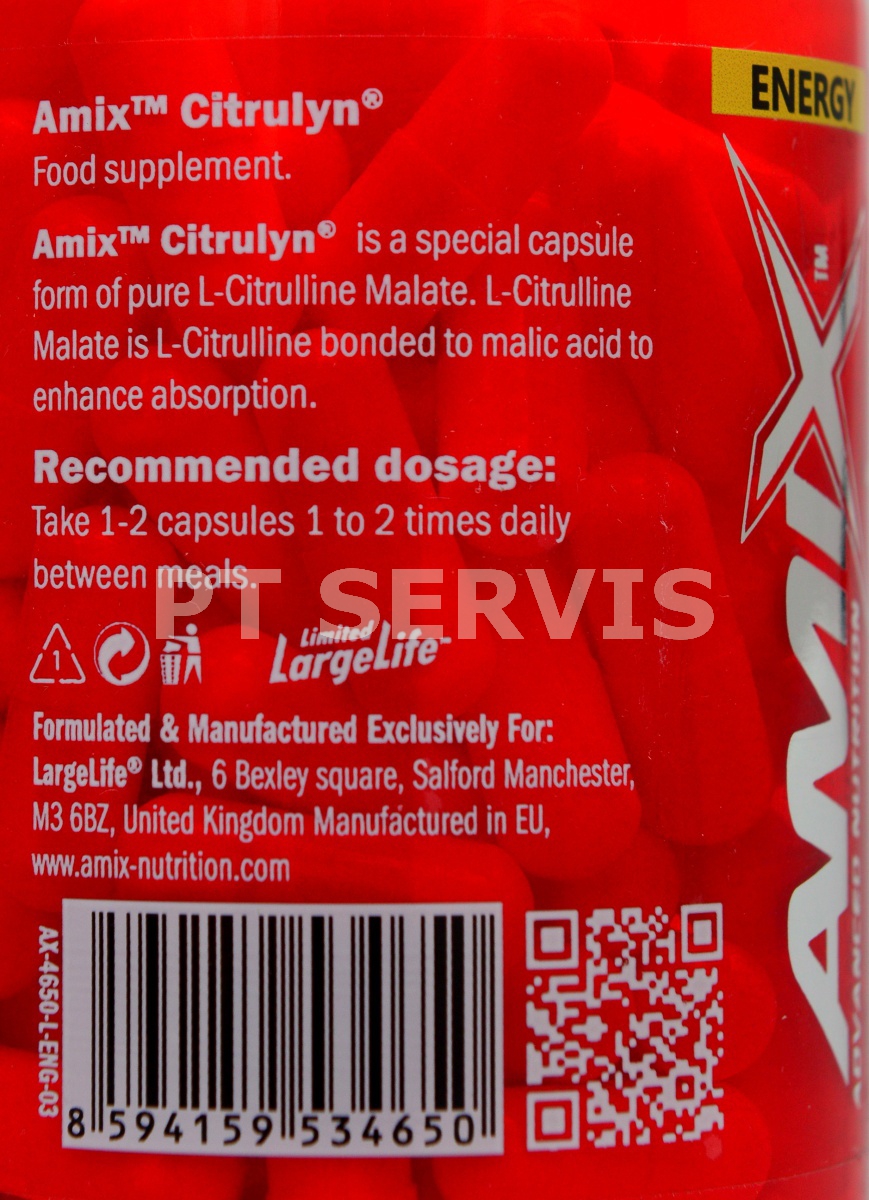 ENERGY
Amix™ Citrulyn®
Food supplement.
Amix™ Citrulyn® is a special capsule
form of pure L-Citrulline Malate. L-Citrulline
Malate is L-Citrulline bonded to malic acid to
enhance absorption.
Recommended dosage:
Take 1-2 capsules 1 to 2 times daily
between meals.
PT SERVIS
1
Limited
LargeLife™
Formulated & Manufactured Exclusively For:
LargeLife® Ltd., 6 Bexley square, Salford Manchester,
M3 6BZ, United Kingdom Manufactured in EU,
www.amix-nutrition.com
AX-4650-L-ENG-03
8 594159 534650
AMIX™
ADVANCED NUTRITION